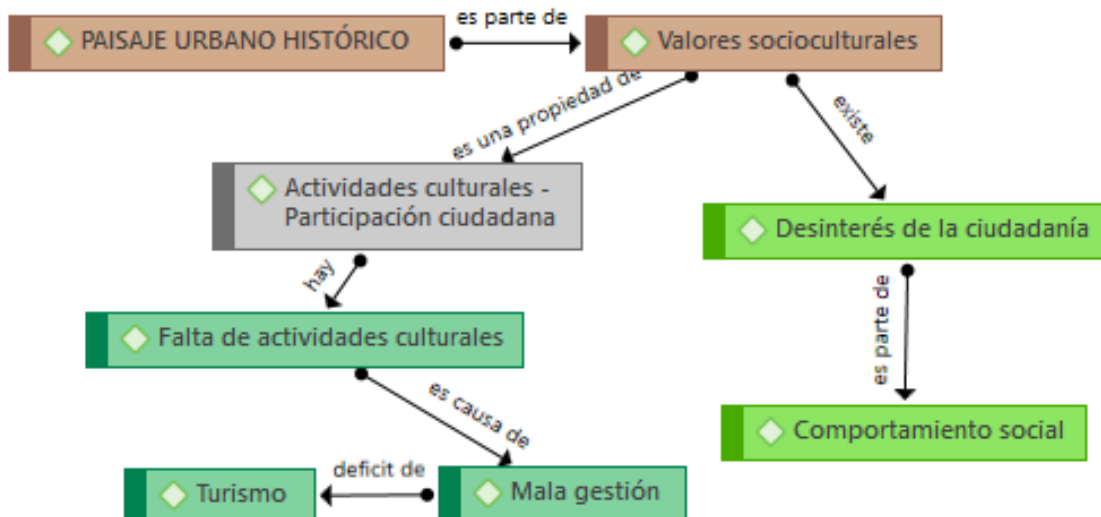 PAISAJE URBANO HISTÓRICO
es parte de
Valores socioculturales
es una propiedad de
existe
Actividades culturales -
Participación ciudadana
Desinterés de la ciudadanía
hay
es parte de
Falta de actividades culturales
es causa de
Comportamiento social
Turismo
deficit de
Mala gestión